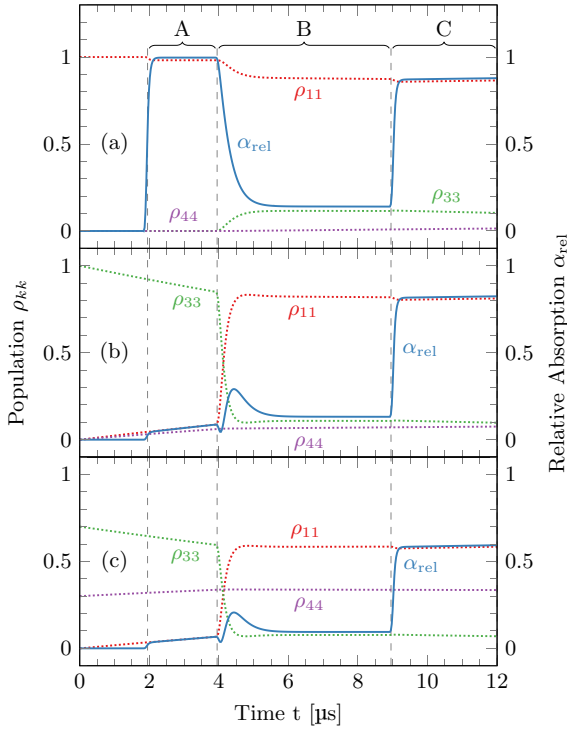 A B C
1 1
ρ₁₁
0.5 (a) αrel 0.5
ρ₄₄ ρ₃₃
0 0
1 1
ρ₃₃ ρ₁₁
(b) αrel
0.5 0.5
ρ₄₄
0 0
1 1
ρ₁₁
0.5 (c) ρ₃₃ αrel 0.5
ρ₄₄
0 0
0 2 4 6 8 10 12
Time t [µs]
Population ρkk
Relative Absorption αrel